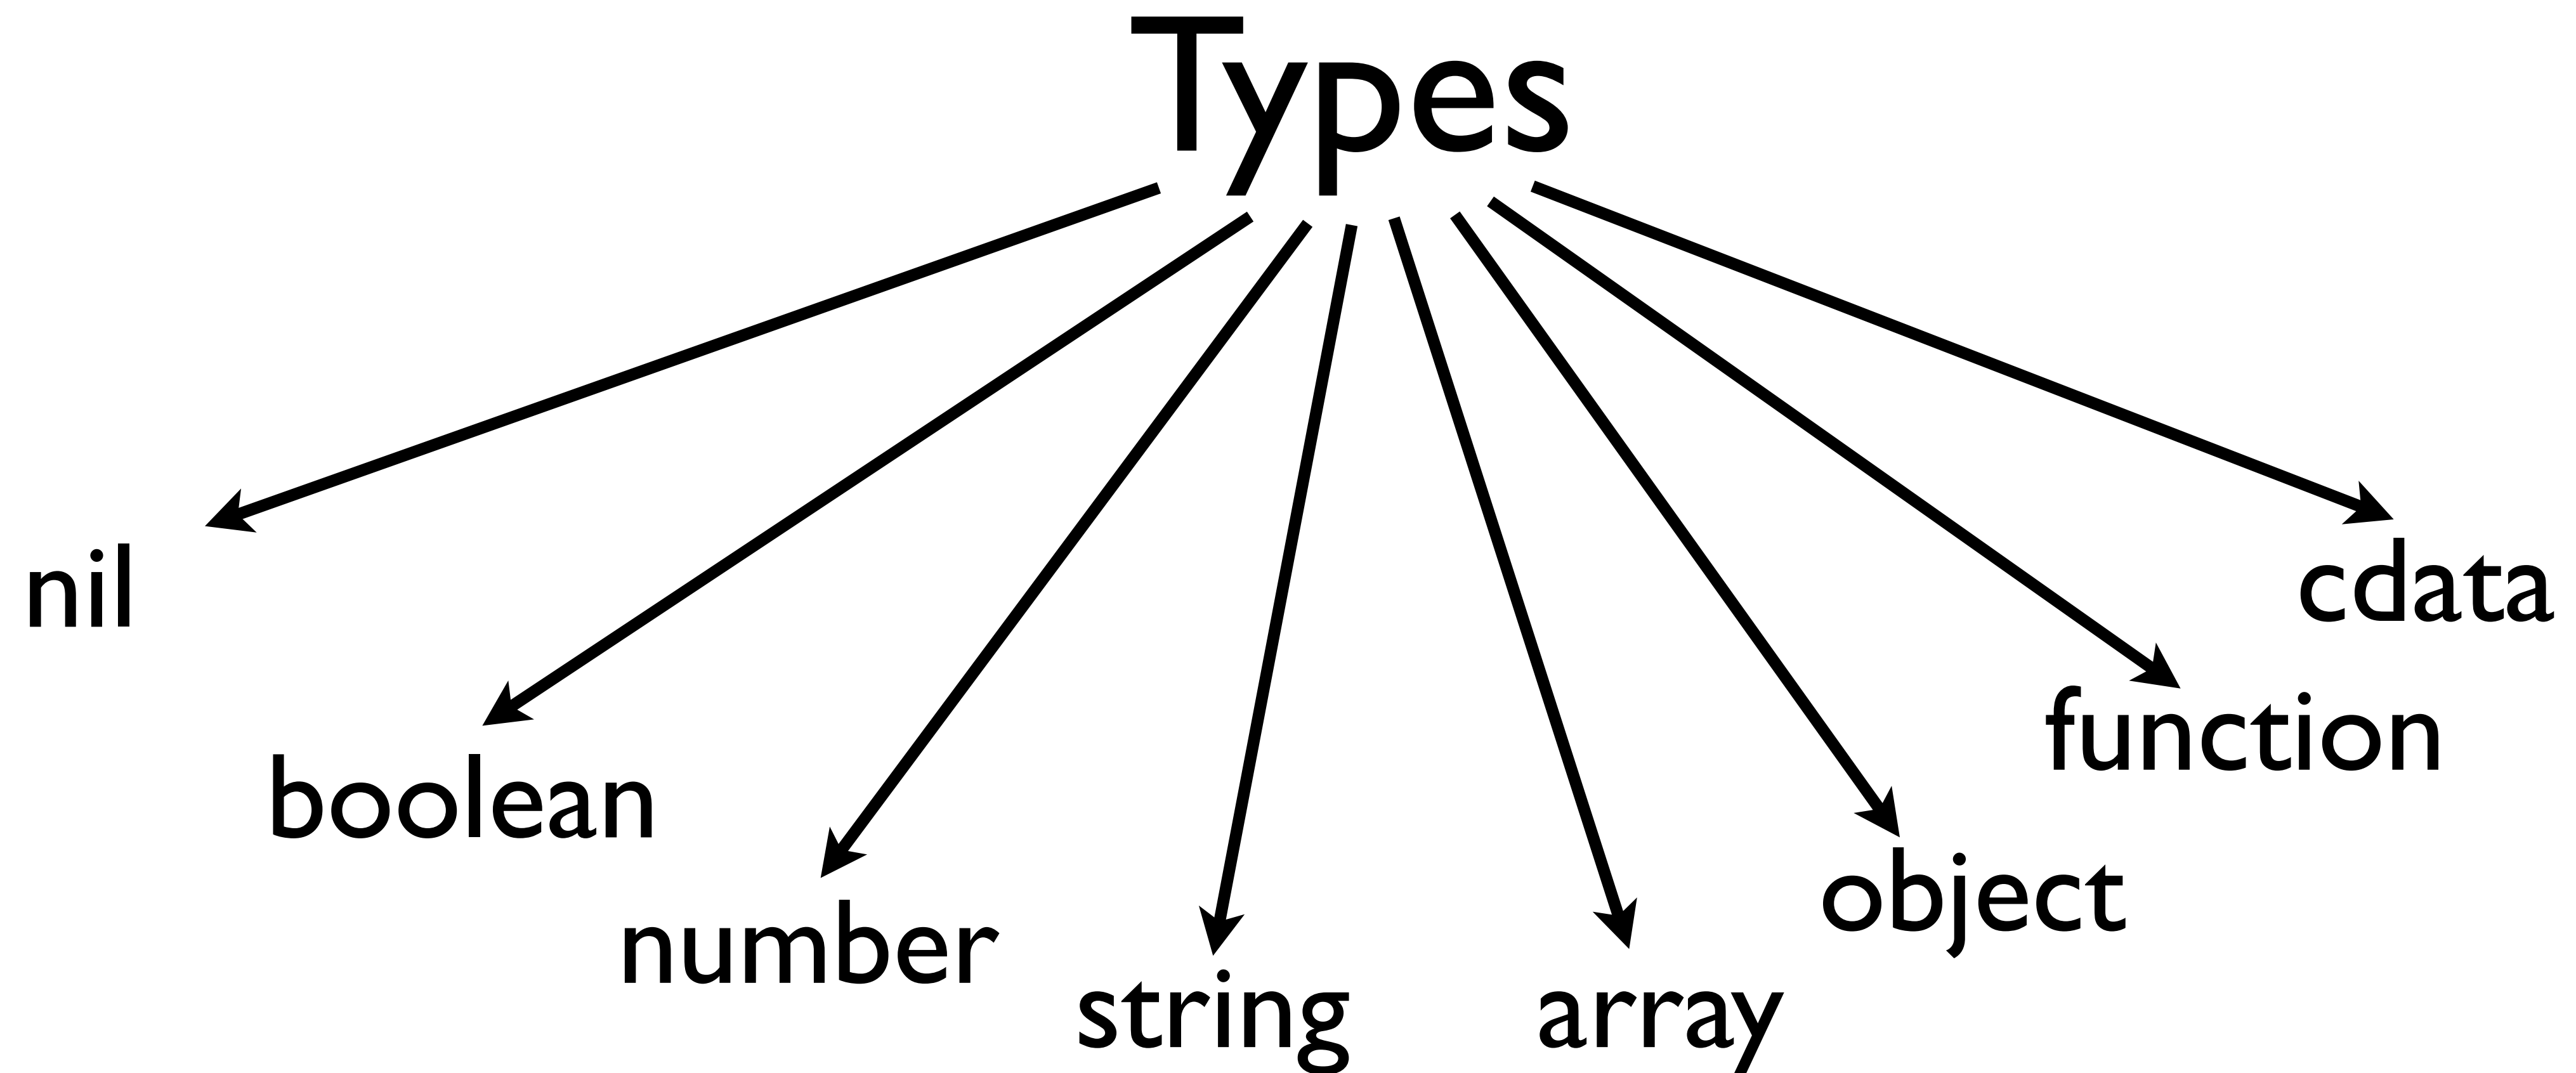 Types
nil
boolean
number
string
array
object
function
cdata